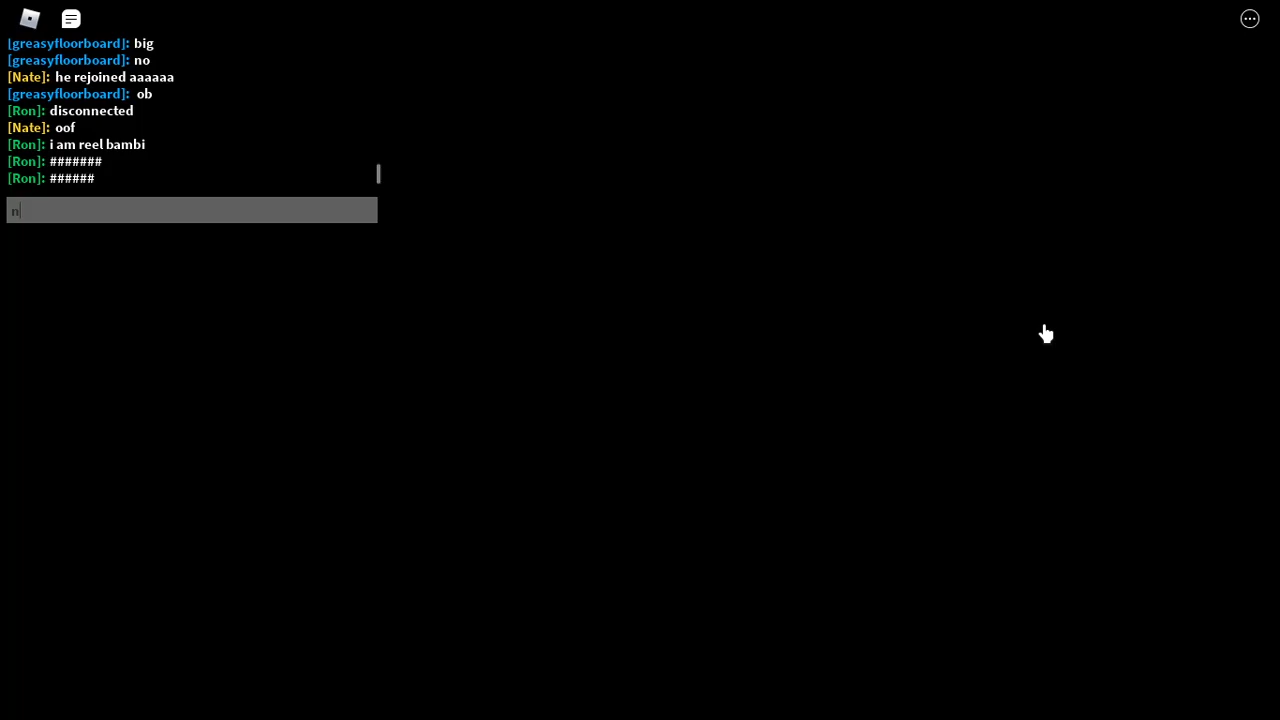 [greasyfloorboard]: big
[greasyfloorboard]: no
[Nate]: he rejoined aaaaaa
[greasyfloorboard]: ob
[Ron]: disconnected
[Nate]: oof
[Ron]: i am reel bambi
[Ron]: #######
[Ron]: ######
n